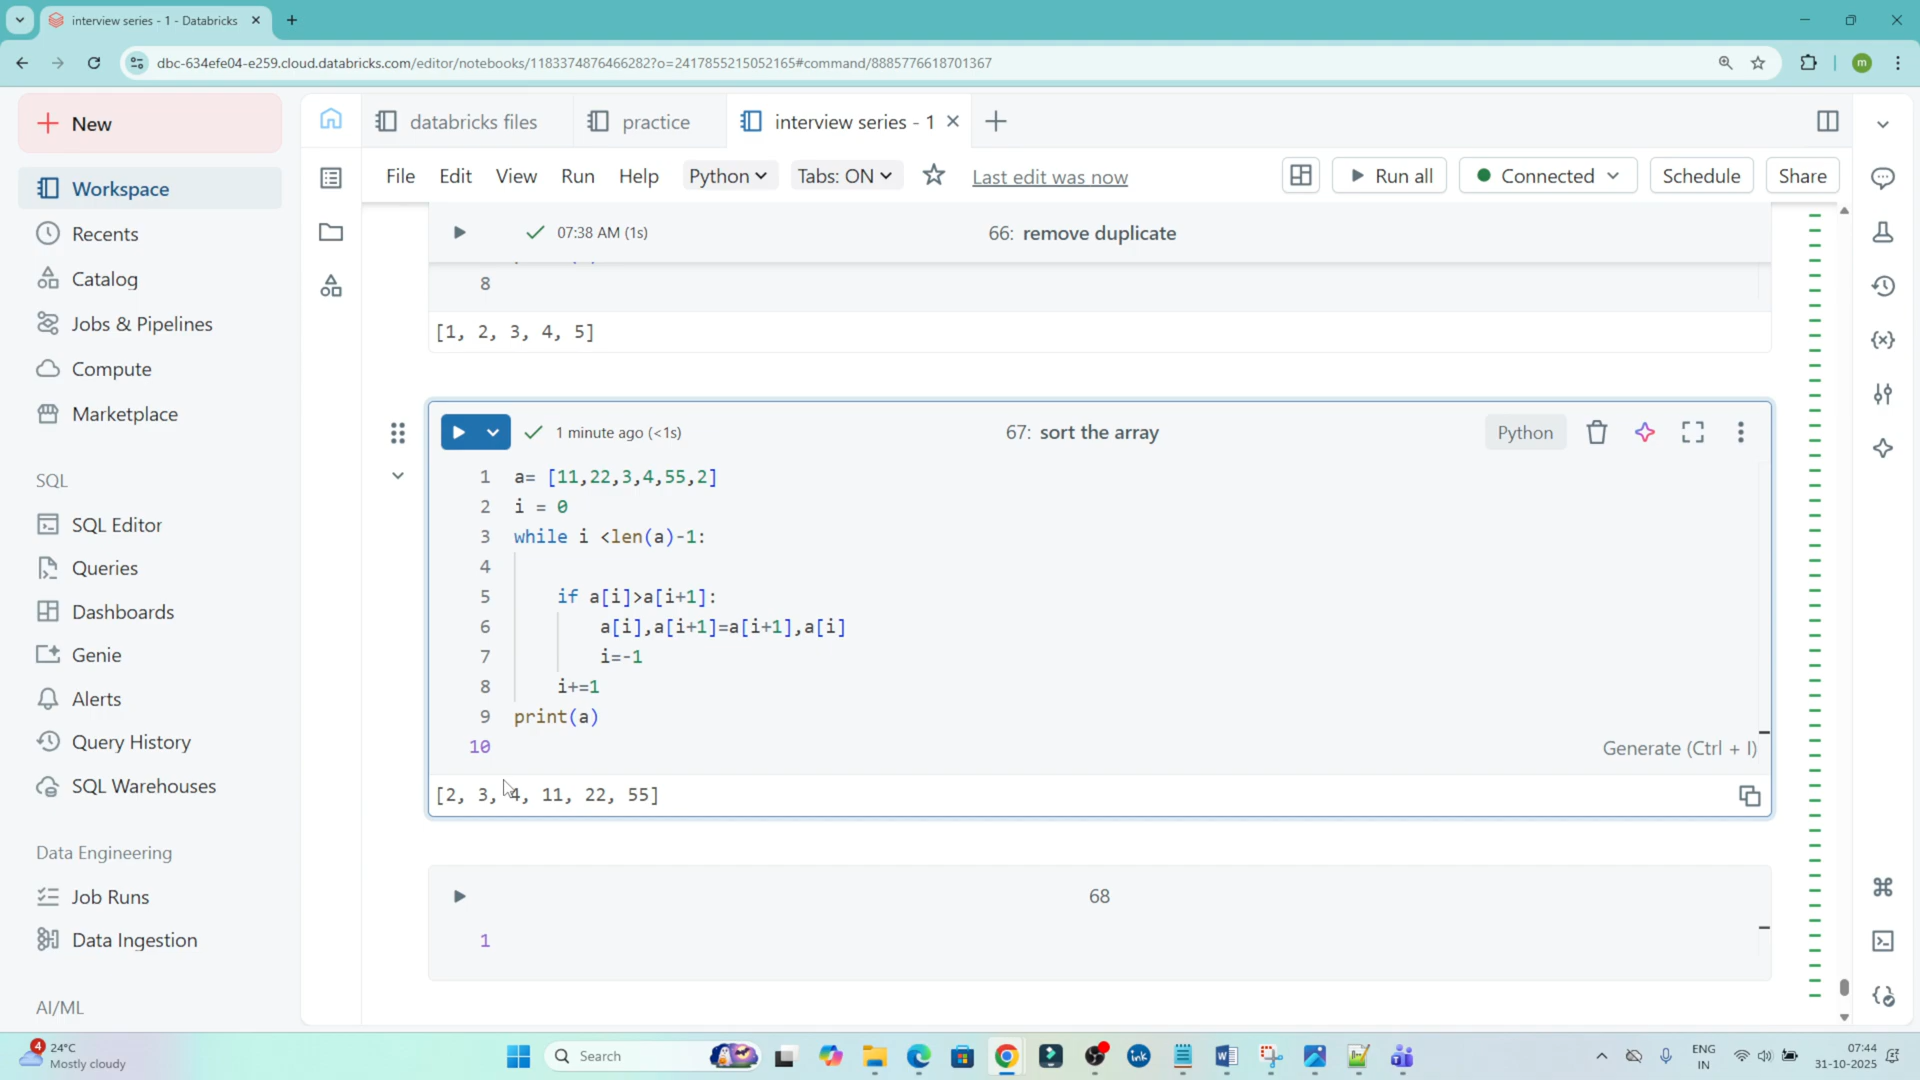 interview series - 1 - Databricks
dbc-634efe04-e259.cloud.databricks.com/editor/notebooks/1183374876466282?o=2417855215052165#command/8885776618701367
m
New
Workspace
Recents
Catalog
Jobs & Pipelines
Compute
Marketplace
SQL
SQL Editor
Queries
Dashboards
Genie
Alerts
Query History
SQL Warehouses
Data Engineering
Job Runs
Data Ingestion
AI/ML
databricks files
practice
interview series - 1
File Edit View Run Help Python Tabs: ON Last edit was now Run all Connected Schedule Share
07:38 AM (1s) 66: remove duplicate
8
[1, 2, 3, 4, 5]
1 minute ago (<1s) 67: sort the array Python
1 a= [11,22,3,4,55,2]
2 i = 0
3 while i <len(a)-1:
4
5 if a[i]>a[i+1]:
6 a[i],a[i+1]=a[i+1],a[i]
7 i=-1
8 i+=1
9 print(a)
10
Generate (Ctrl + I)
[2, 3, 4, 11, 22, 55]
68
1
4
24°C
Mostly cloudy
Search
ink
ENG
IN
07:44
31-10-2025